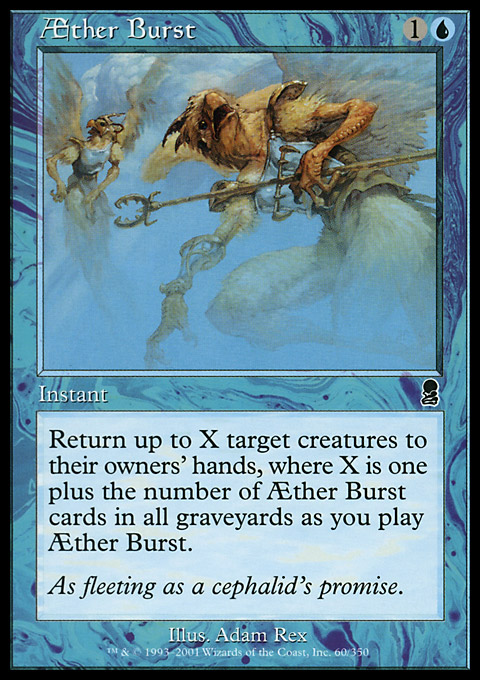 Æther Burst 1
Instant
Return up to X target creatures to
their owners' hands, where X is one
plus the number of Æther Burst
cards in all graveyards as you play
Æther Burst.
As fleeting as a cephalid's promise.
Illus. Adam Rex
™ & © 1993–2001 Wizards of the Coast, Inc. 60/350